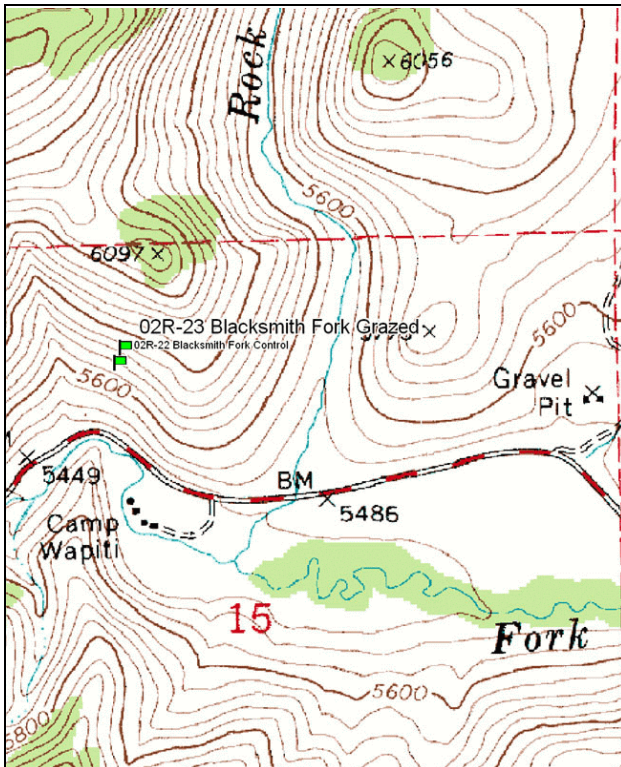 Rock
6056
5600
6097
02R-23 Blacksmith Fork Grazed
02R-22 Blacksmith Fork Control
5600
5600
Gravel
Pit
5449
BM
5486
Camp
Wapiti
15
Fork
5600
5800